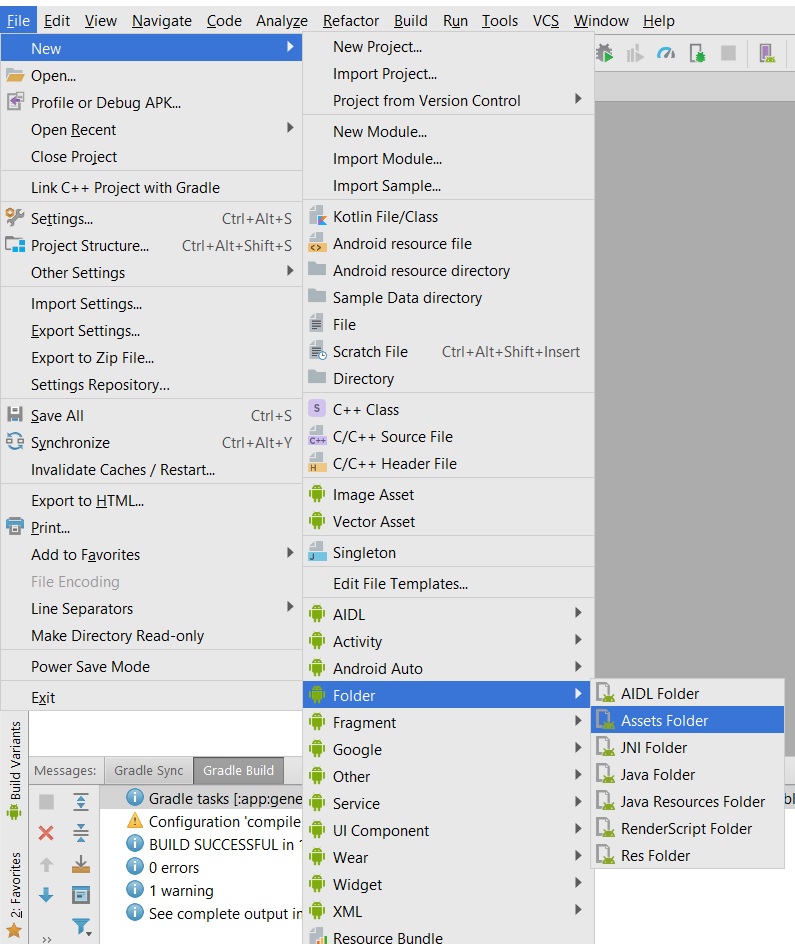 File Edit View Navigate Code Analyze Refactor Build Run Tools VCS Window Help
New
Open...
Profile or Debug APK...
Open Recent
Close Project
Link C++ Project with Gradle
Settings... Ctrl+Alt+S
Project Structure... Ctrl+Alt+Shift+S
Other Settings
Import Settings...
Export Settings...
Export to Zip File...
Settings Repository...
Save All Ctrl+S
Synchronize Ctrl+Alt+Y
Invalidate Caches / Restart...
Export to HTML...
Print...
Add to Favorites
File Encoding
Line Separators
Make Directory Read-only
Power Save Mode
Exit
New Project...
Import Project...
Project from Version Control
New Module...
Import Module...
Import Sample...
Kotlin File/Class
Android resource file
Android resource directory
Sample Data directory
File
Scratch File Ctrl+Alt+Shift+Insert
Directory
S C++ Class
C++ C/C++ Source File
H C/C++ Header File
Image Asset
Vector Asset
J Singleton
Edit File Templates...
AIDL
Activity
Android Auto
Folder
Fragment
Google
Other
Service
UI Component
Wear
Widget
XML
Resource Bundle
AIDL Folder
Assets Folder
JNI Folder
Java Folder
Java Resources Folder
RenderScript Folder
Res Folder
Build Variants
2: Favorites
Messages: Gradle Sync Gradle Build
Gradle tasks [:app:gene
Configuration 'compile
BUILD SUCCESSFUL in
0 errors
1 warning
See complete output in